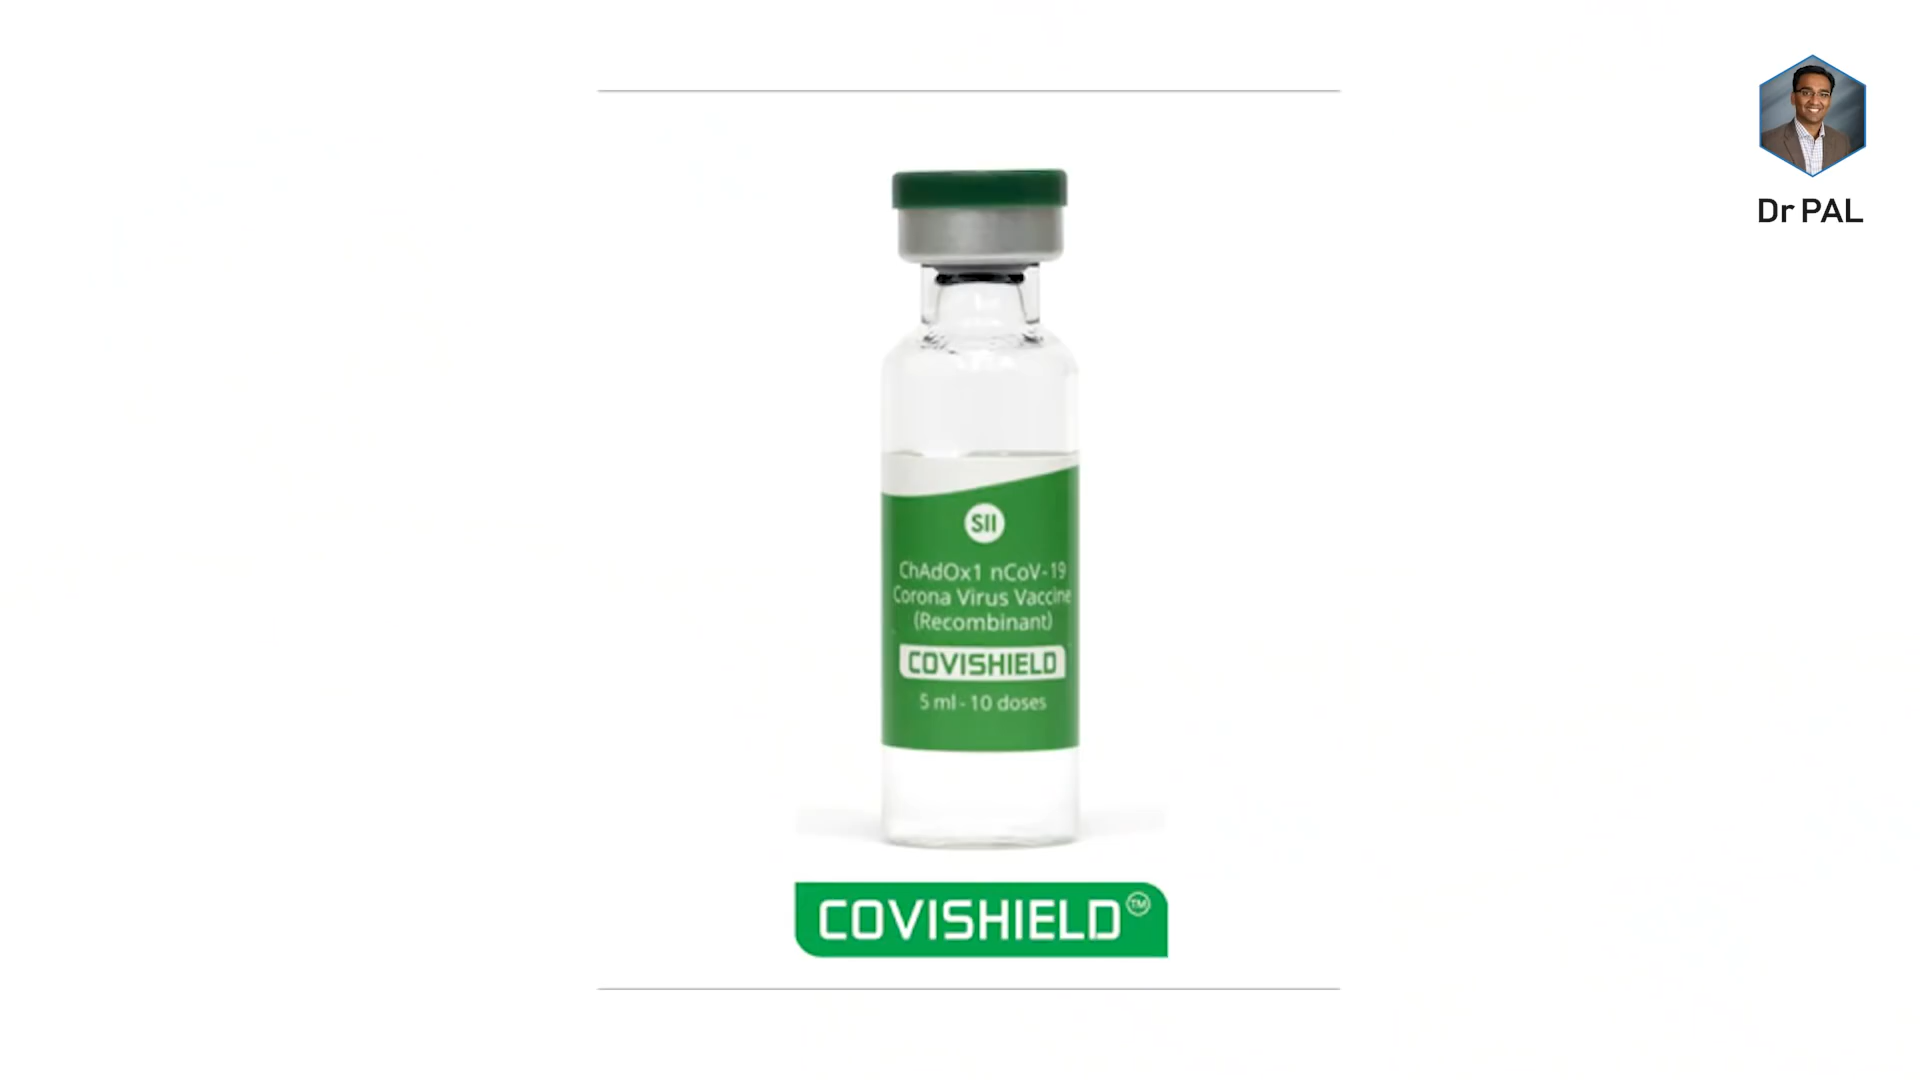 Dr PAL
SII
ChAdOx1 nCoV-19
Corona Virus Vaccine
(Recombinant)
COVISHIELD
5 ml - 10 doses
COVISHIELD™